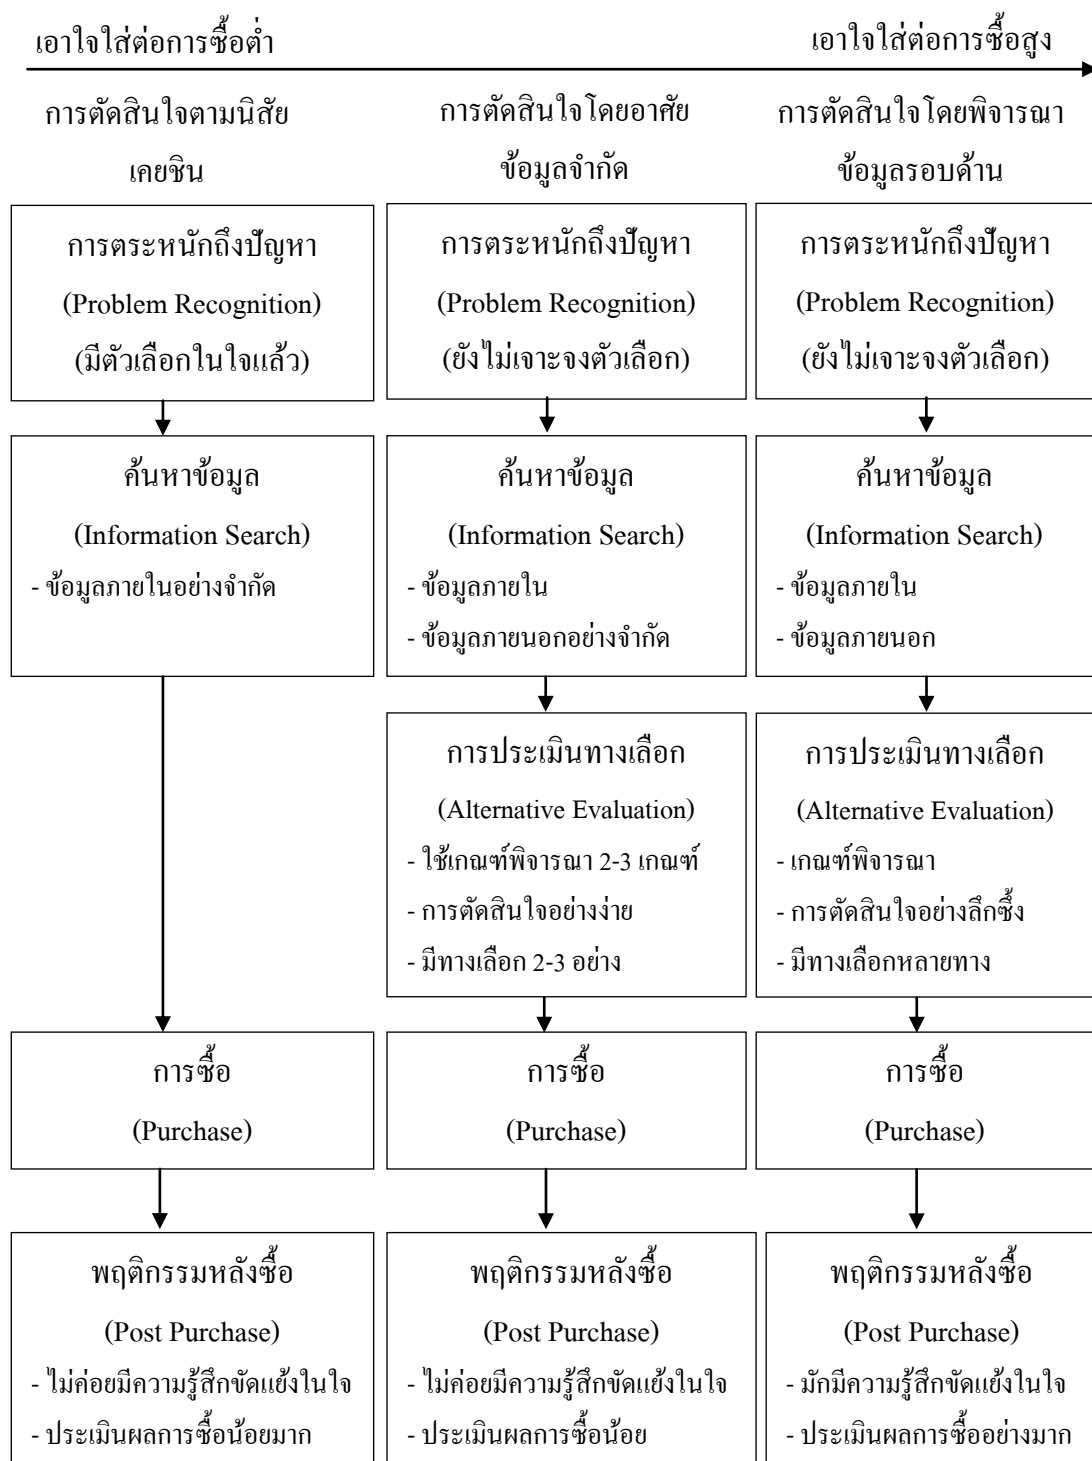 เอาใจใส่ต่อการซื้อต่ำ
เอาใจใส่ต่อการซื้อสูง
การตัดสินใจตามนิสัย
เคยชิน
การตัดสินใจโดยอาศัย
ข้อมูลจำกัด
การตัดสินใจโดยพิจารณา
ข้อมูลรอบด้าน
การตระหนักถึงปัญหา
(Problem Recognition)
(มีตัวเลือกในใจแล้ว)
การตระหนักถึงปัญหา
(Problem Recognition)
(ยังไม่เจาะจงตัวเลือก)
การตระหนักถึงปัญหา
(Problem Recognition)
(ยังไม่เจาะจงตัวเลือก)
ค้นหาข้อมูล
(Information Search)
- ข้อมูลภายในอย่างจำกัด
ค้นหาข้อมูล
(Information Search)
- ข้อมูลภายใน
- ข้อมูลภายนอกอย่างจำกัด
ค้นหาข้อมูล
(Information Search)
- ข้อมูลภายใน
- ข้อมูลภายนอก
การประเมินทางเลือก
(Alternative Evaluation)
- ใช้เกณฑ์พิจารณา 2-3 เกณฑ์
- การตัดสินใจอย่างง่าย
- มีทางเลือก 2-3 อย่าง
การประเมินทางเลือก
(Alternative Evaluation)
- เกณฑ์พิจารณา
- การตัดสินใจอย่างลึกซึ้ง
- มีทางเลือกหลายทาง
การซื้อ
(Purchase)
การซื้อ
(Purchase)
การซื้อ
(Purchase)
พฤติกรรมหลังซื้อ
(Post Purchase)
- ไม่ค่อยมีความรู้สึกขัดแย้งในใจ
- ประเมินผลการซื้อน้อยมาก
พฤติกรรมหลังซื้อ
(Post Purchase)
- ไม่ค่อยมีความรู้สึกขัดแย้งในใจ
- ประเมินผลการซื้อน้อย
พฤติกรรมหลังซื้อ
(Post Purchase)
- มักมีความรู้สึกขัดแย้งในใจ
- ประเมินผลการซื้ออย่างมาก